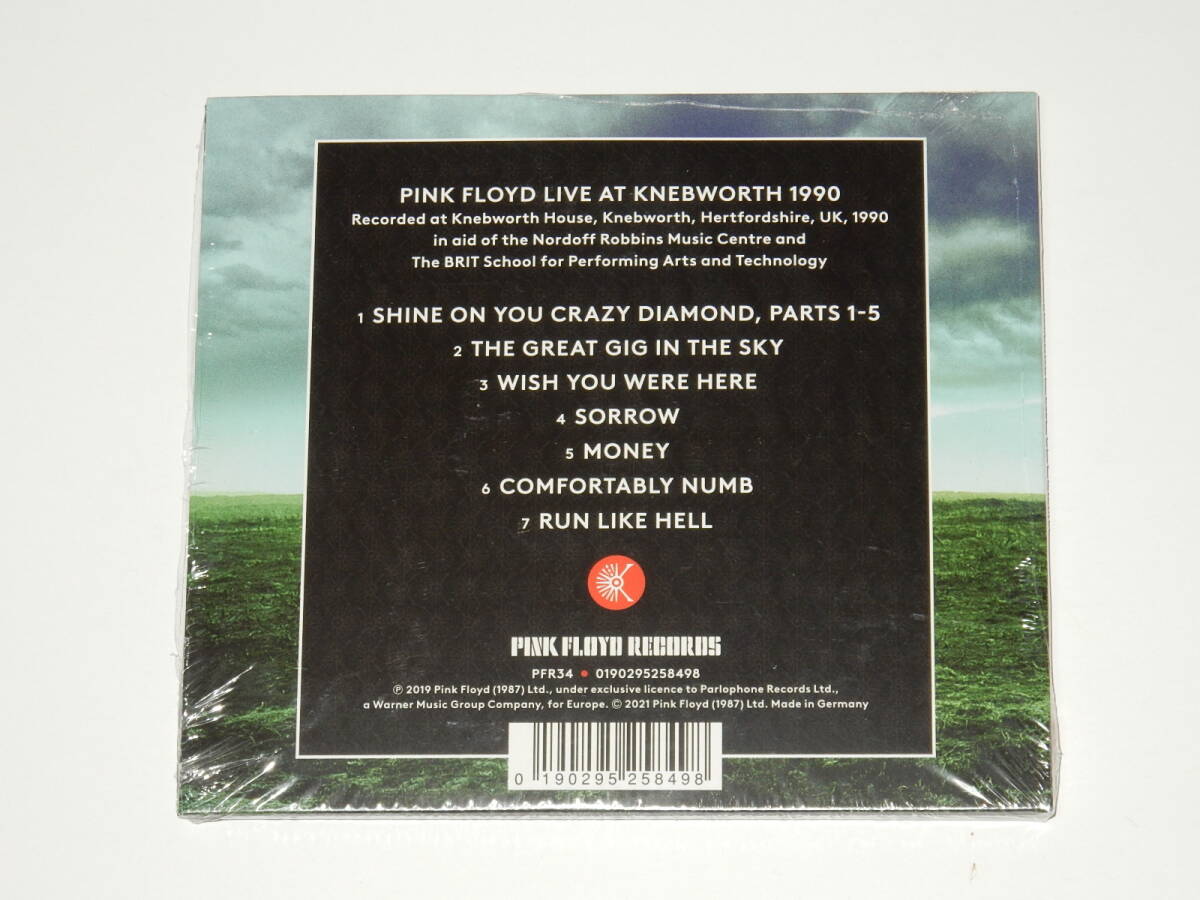 PINK FLOYD LIVE AT KNEBWORTH 1990
Recorded at Knebworth House, Knebworth, Hertfordshire, UK, 1990
in aid of the Nordoff Robbins Music Centre and
The BRIT School for Performing Arts and Technology
1 SHINE ON YOU CRAZY DIAMOND, PARTS 1-5
2 THE GREAT GIG IN THE SKY
3 WISH YOU WERE HERE
4 SORROW
5 MONEY
6 COMFORTABLY NUMB
7 RUN LIKE HELL
PINK FLOYD RECORDS
PFR34 • 0190295258498
℗ 2019 Pink Floyd (1987) Ltd., under exclusive licence to Parlophone Records Ltd.,
a Warner Music Group Company, for Europe. © 2021 Pink Floyd (1987) Ltd. Made in Germany
0 190295 258498